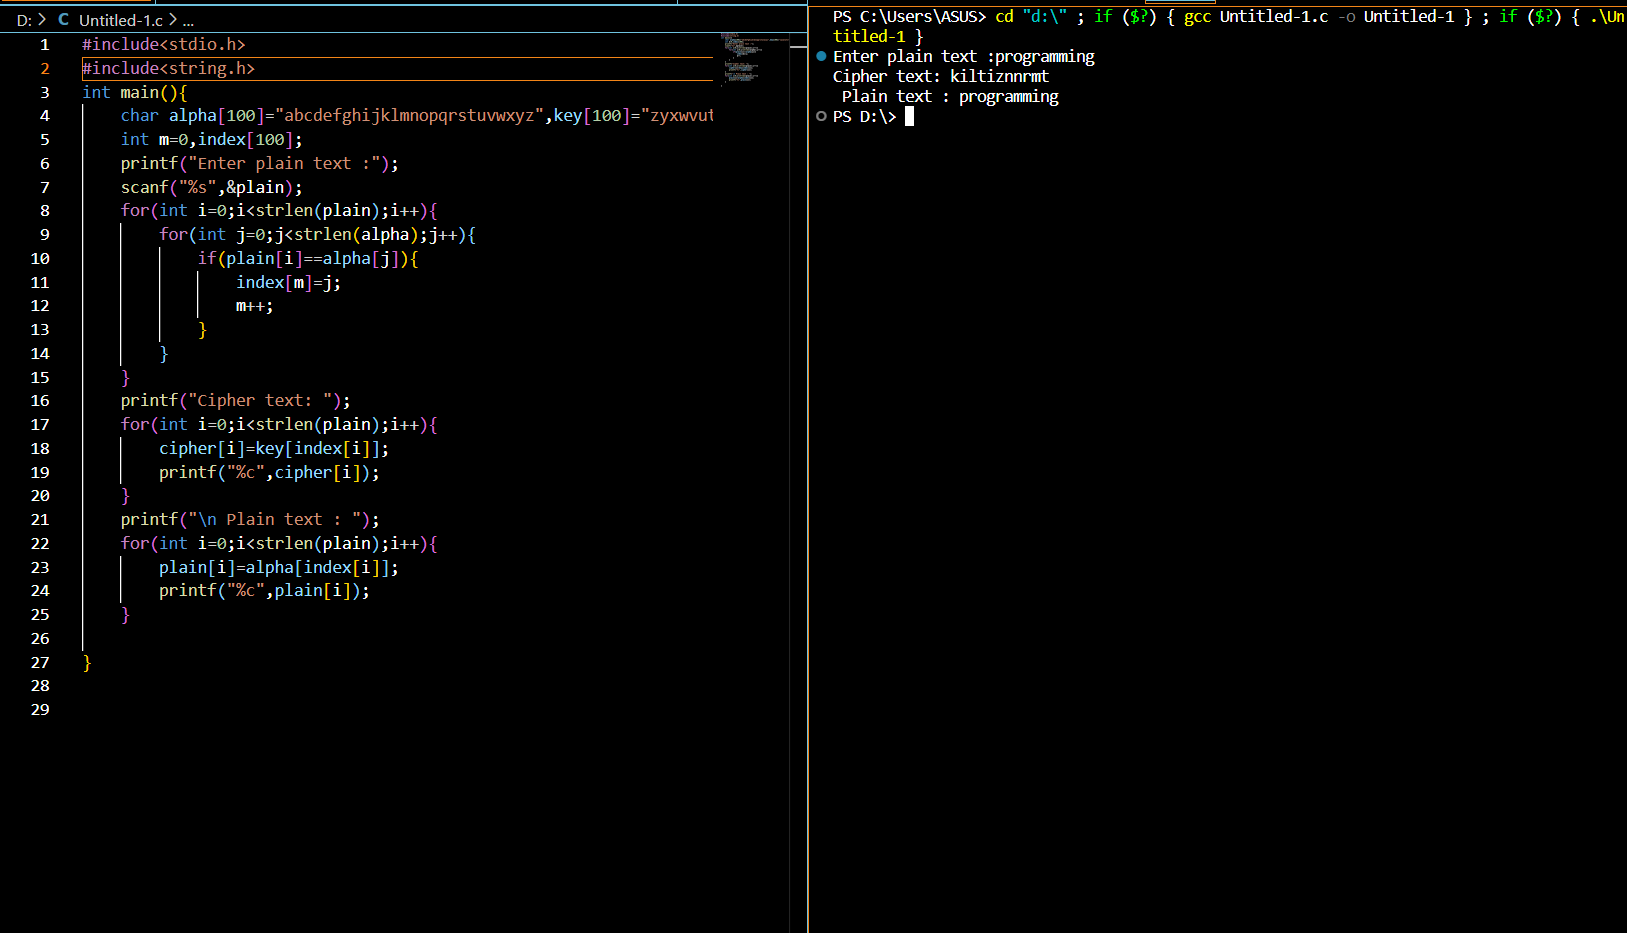 D: > C Untitled-1.c > ...
1 #include<stdio.h>
2 #include<string.h>
3 int main(){
4     char alpha[100]="abcdefghijklmnopqrstuvwxyz",key[100]="zyxwvut
5     int m=0,index[100];
6     printf("Enter plain text :");
7     scanf("%s",&plain);
8     for(int i=0;i<strlen(plain);i++){
9         for(int j=0;j<strlen(alpha);j++){
10             if(plain[i]==alpha[j]){
11                 index[m]=j;
12                 m++;
13             }
14         }
15     }
16     printf("Cipher text: ");
17     for(int i=0;i<strlen(plain);i++){
18         cipher[i]=key[index[i]];
19         printf("%c",cipher[i]);
20     }
21     printf("\n Plain text : ");
22     for(int i=0;i<strlen(plain);i++){
23         plain[i]=alpha[index[i]];
24         printf("%c",plain[i]);
25     }
26
27 }
28
29
PS C:\Users\ASUS> cd "d:\" ; if ($?) { gcc Untitled-1.c -o Untitled-1 } ; if ($?) { .\Un
titled-1 }
Enter plain text :programming
Cipher text: kiltiznnrmt
 Plain text : programming
PS D:\>